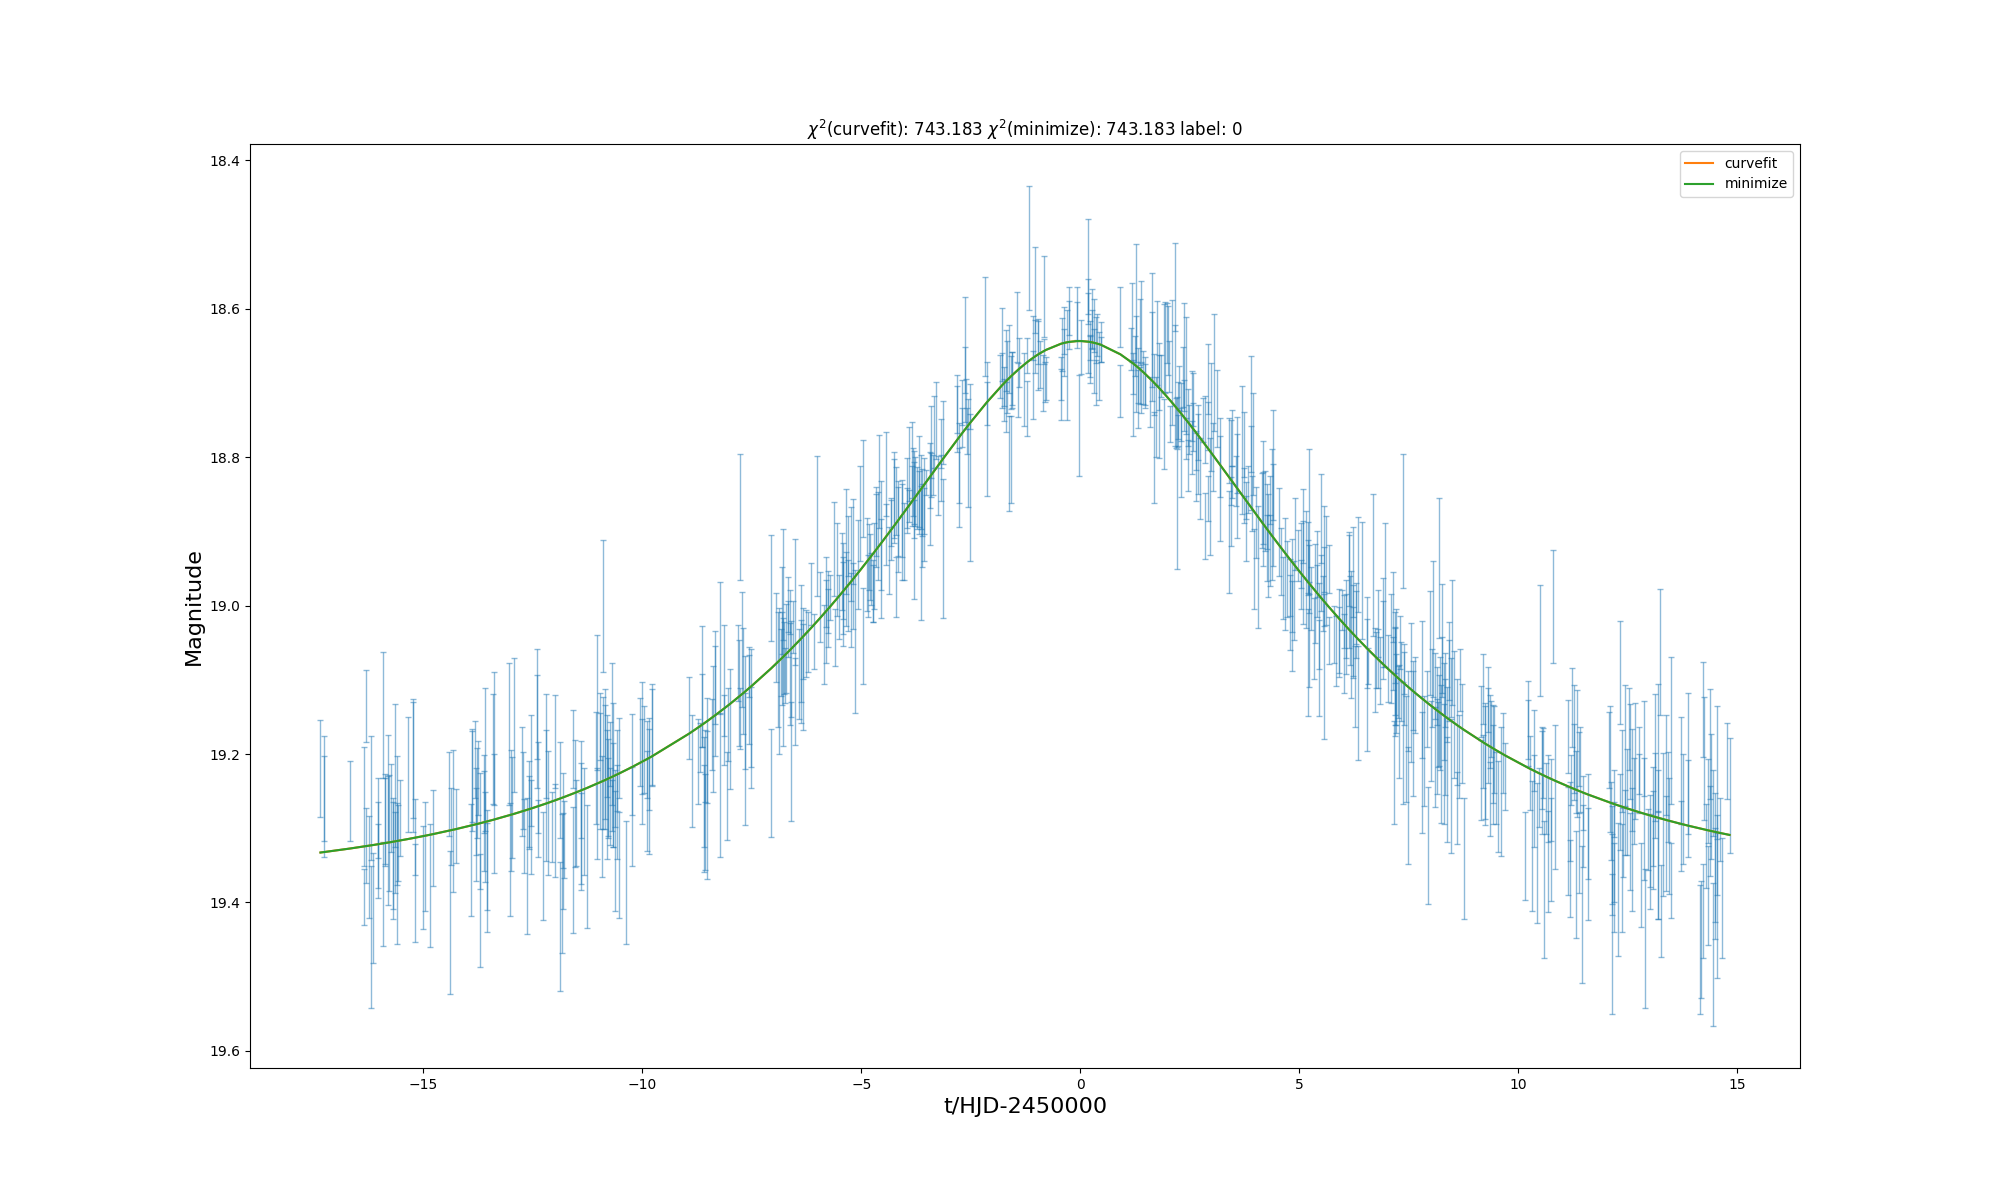 χ²(curvefit): 743.183 χ²(minimize): 743.183 label: 0
curvefit
minimize
18.4
18.6
18.8
19.0
19.2
19.4
19.6
Magnitude
−15
−10
−5
0
5
10
15
t/HJD-2450000